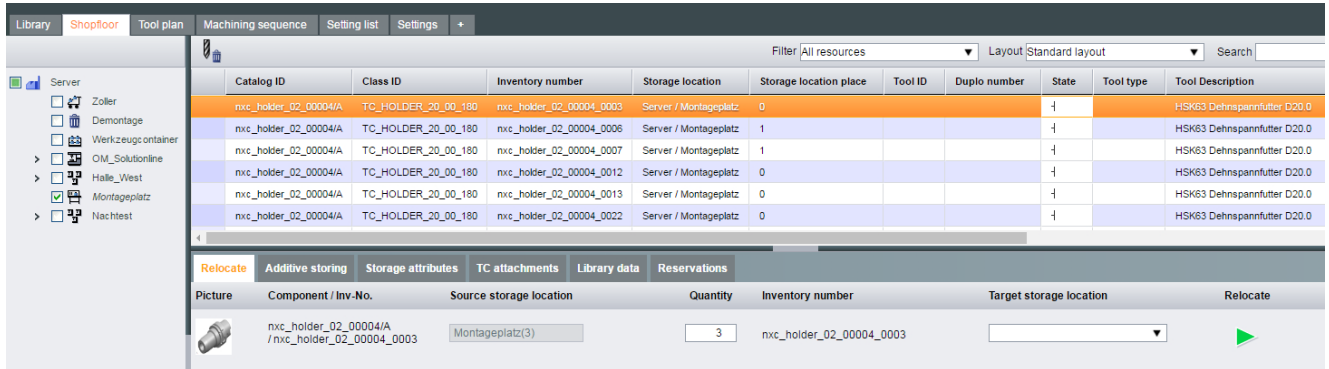 Library Shopfloor Tool plan Machining sequence Setting list Settings +
Filter All resources Layout Standard layout Search
Server
Zoller
Demontage
Werkzeugcontainer
OM_Solutionline
Halle_West
Montageplatz
Nachtest
Catalog ID Class ID Inventory number Storage location Storage location place Tool ID Duplo number State Tool type Tool Description
nxc_holder_02_00004/A TC_HOLDER_20_00_180 nxc_holder_02_00004_0003 Server / Montageplatz 0 HSK63 Dehnspannfutter D20.0
nxc_holder_02_00004/A TC_HOLDER_20_00_180 nxc_holder_02_00004_0006 Server / Montageplatz 1 HSK63 Dehnspannfutter D20.0
nxc_holder_02_00004/A TC_HOLDER_20_00_180 nxc_holder_02_00004_0007 Server / Montageplatz 1 HSK63 Dehnspannfutter D20.0
nxc_holder_02_00004/A TC_HOLDER_20_00_180 nxc_holder_02_00004_0012 Server / Montageplatz 0 HSK63 Dehnspannfutter D20.0
nxc_holder_02_00004/A TC_HOLDER_20_00_180 nxc_holder_02_00004_0013 Server / Montageplatz 0 HSK63 Dehnspannfutter D20.0
nxc_holder_02_00004/A TC_HOLDER_20_00_180 nxc_holder_02_00004_0022 Server / Montageplatz 0 HSK63 Dehnspannfutter D20.0
Relocate Additive storing Storage attributes TC attachments Library data Reservations
Picture Component / Inv-No. Source storage location Quantity Inventory number Target storage location Relocate
nxc_holder_02_00004/A
/ nxc_holder_02_00004_0003
Montageplatz(3) 3 nxc_holder_02_00004_0003